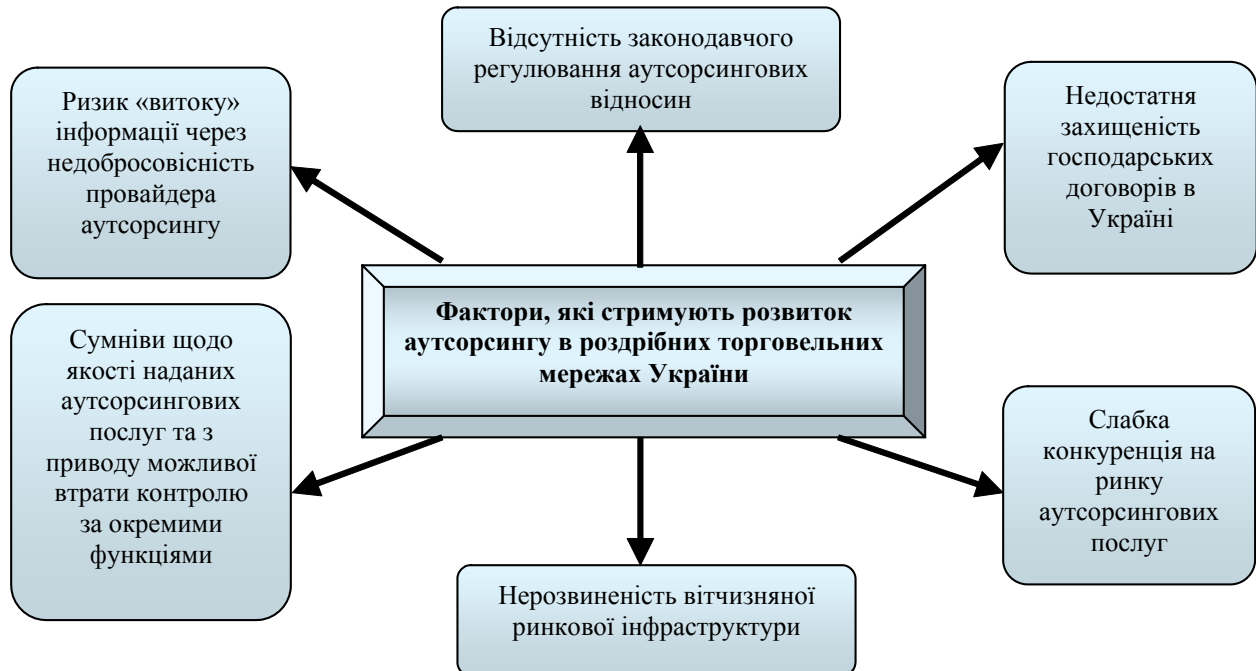 Відсутність законодавчого
регулювання аутсорсингових
відносин
Ризик «витоку»
інформації через
недобросовісність
провайдера
аутсорсингу
Недостатня
захищеність
господарських
договорів в
Україні
Фактори, які стримують розвиток
аутсорсингу в роздрібних торговельних
мережах України
Сумніви щодо
якості наданих
аутсорсингових
послуг та з
приводу можливої
втрати контролю
за окремими
функціями
Слабка
конкуренція на
ринку
аутсорсингових
послуг
Нерозвиненість вітчизняної
ринкової інфраструктури